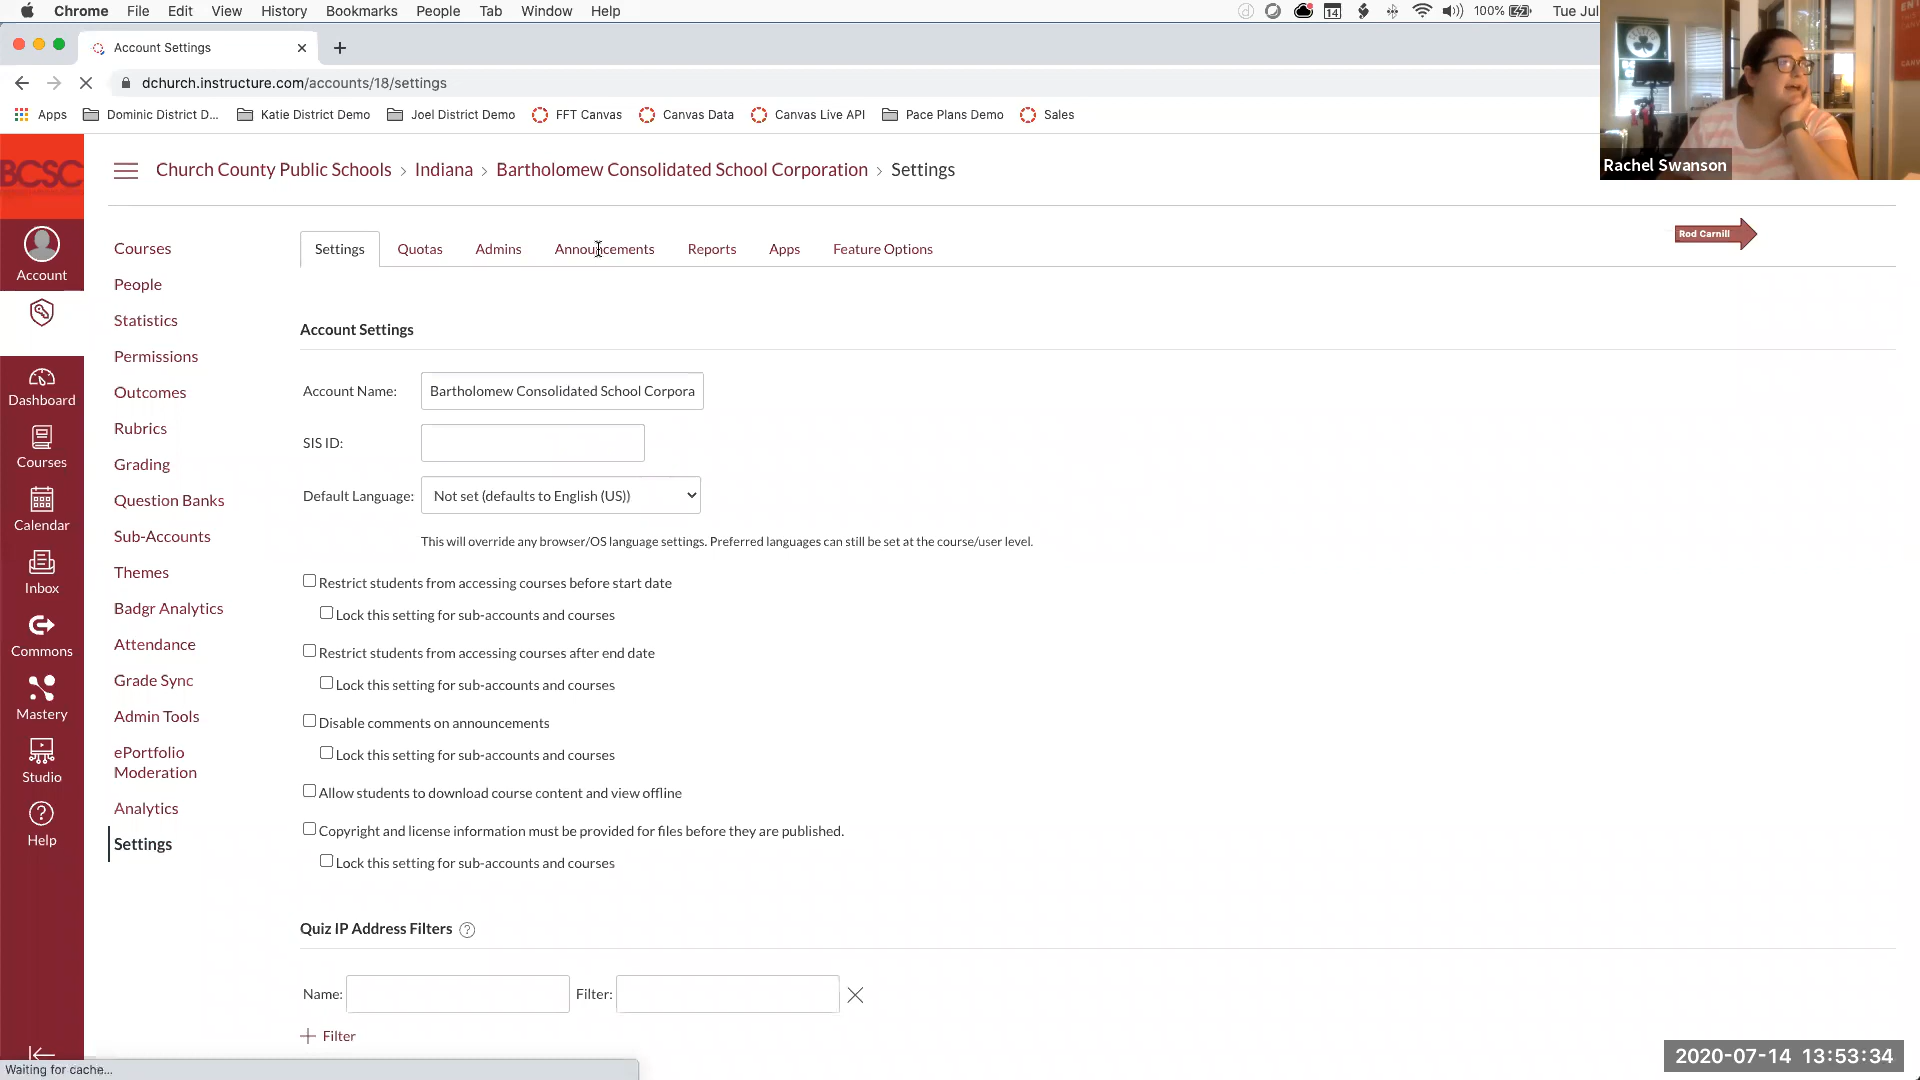 Chrome File Edit View History Bookmarks People Tab Window Help
14 100% Tue Jul
Account Settings
dchurch.instructure.com/accounts/18/settings
Apps Dominic District D... Katie District Demo Joel District Demo FFT Canvas Canvas Data Canvas Live API Pace Plans Demo Sales
Rachel Swanson
BCSC
Church County Public Schools › Indiana › Bartholomew Consolidated School Corporation › Settings
Rod Carnill
Account
Dashboard
Courses
Calendar
Inbox
Commons
Mastery
Studio
Help
Courses
People
Statistics
Permissions
Outcomes
Rubrics
Grading
Question Banks
Sub-Accounts
Themes
Badgr Analytics
Attendance
Grade Sync
Admin Tools
ePortfolio
Moderation
Analytics
Settings
Settings Quotas Admins Announcements Reports Apps Feature Options
Account Settings
Account Name: Bartholomew Consolidated School Corpora
SIS ID:
Default Language: Not set (defaults to English (US))
This will override any browser/OS language settings. Preferred languages can still be set at the course/user level.
Restrict students from accessing courses before start date
Lock this setting for sub-accounts and courses
Restrict students from accessing courses after end date
Lock this setting for sub-accounts and courses
Disable comments on announcements
Lock this setting for sub-accounts and courses
Allow students to download course content and view offline
Copyright and license information must be provided for files before they are published.
Lock this setting for sub-accounts and courses
Quiz IP Address Filters ?
Name: Filter:
+ Filter
Waiting for cache...
2020-07-14 13:53:34